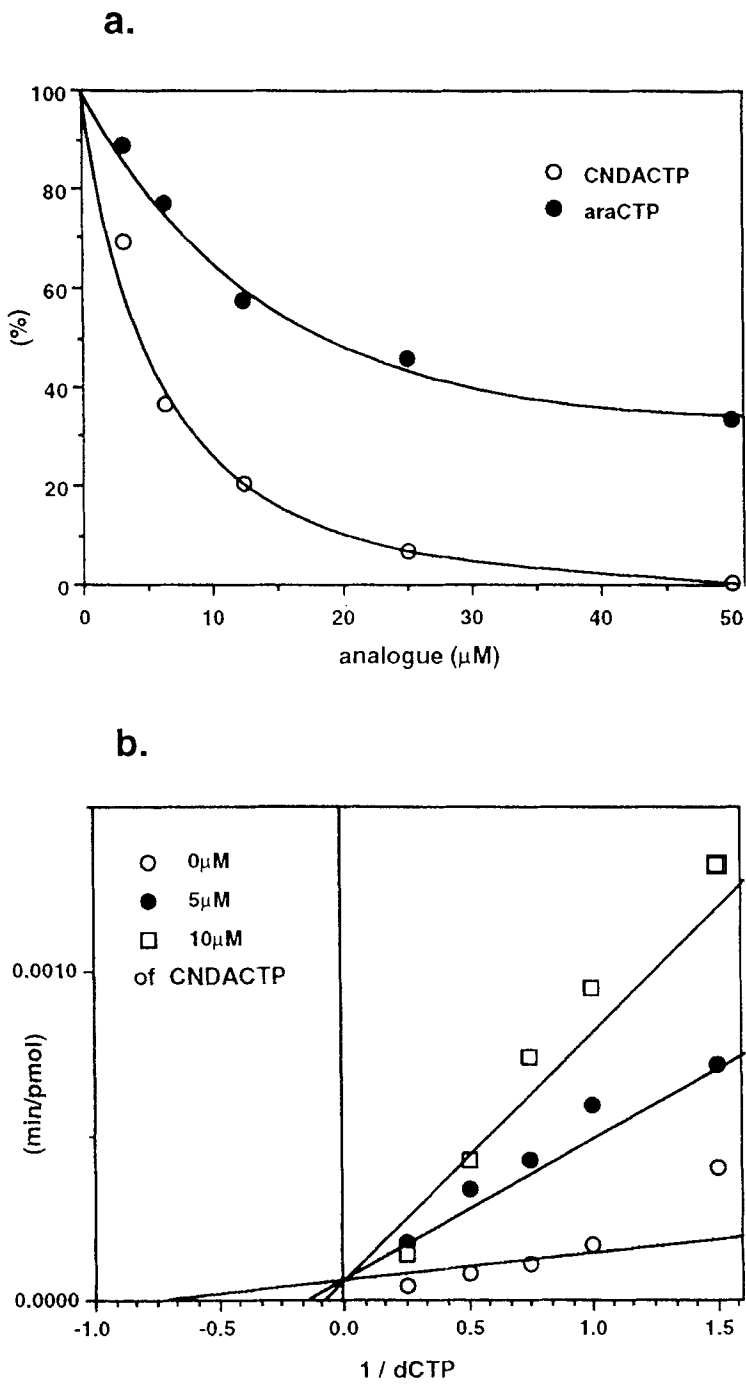 a.
100
80
60
40
20
0
(%)
CNDACTP
araCTP
0 10 20 30 40 50
analogue (μM)
b.
0μM
5μM
10μM
of CNDACTP
0.0010
0.0000
(min/pmol)
-1.0 -0.5 0.0 0.5 1.0 1.5
1 / dCTP